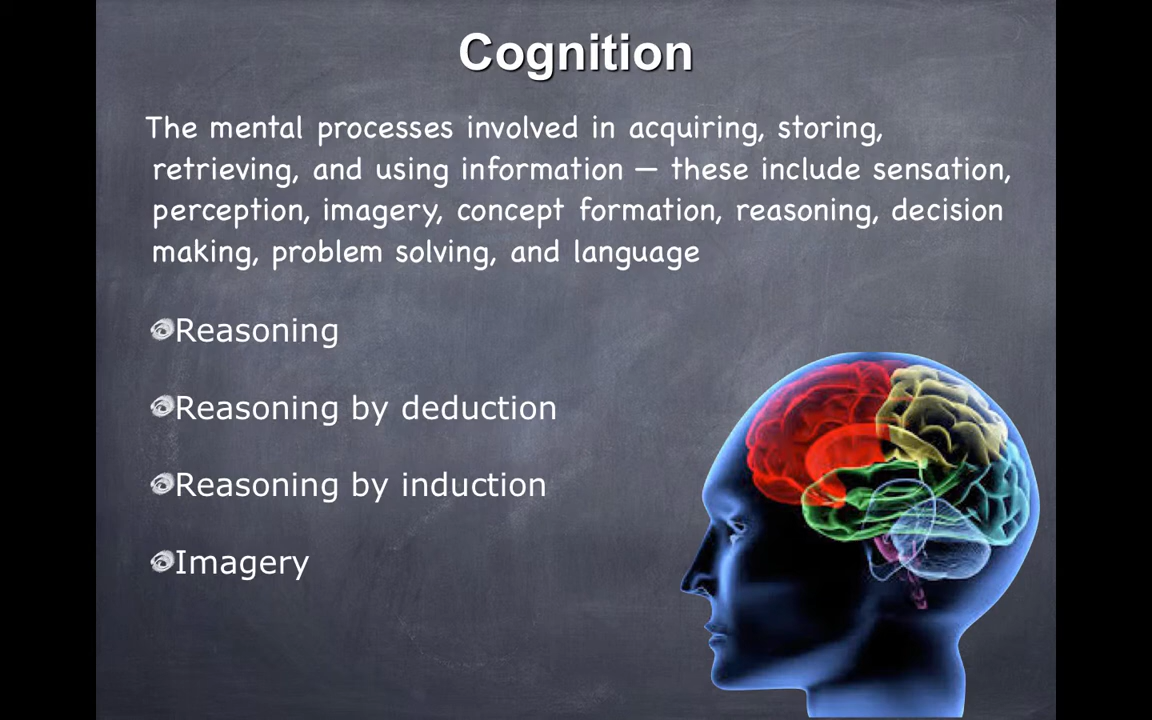 Cognition
The mental processes involved in acquiring, storing,
retrieving, and using information — these include sensation,
perception, imagery, concept formation, reasoning, decision
making, problem solving, and language
Reasoning
Reasoning by deduction
Reasoning by induction
Imagery